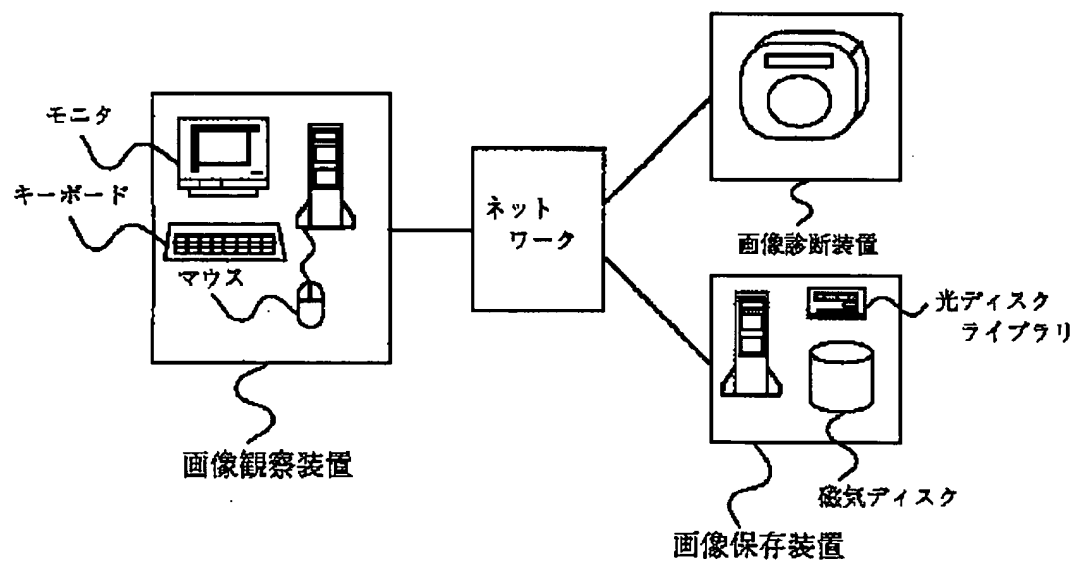 モニタ
キーボード
マウス
画像観察装置
ネット
ワーク
画像診断装置
光ディスク
ライブラリ
磁気ディスク
画像保存装置